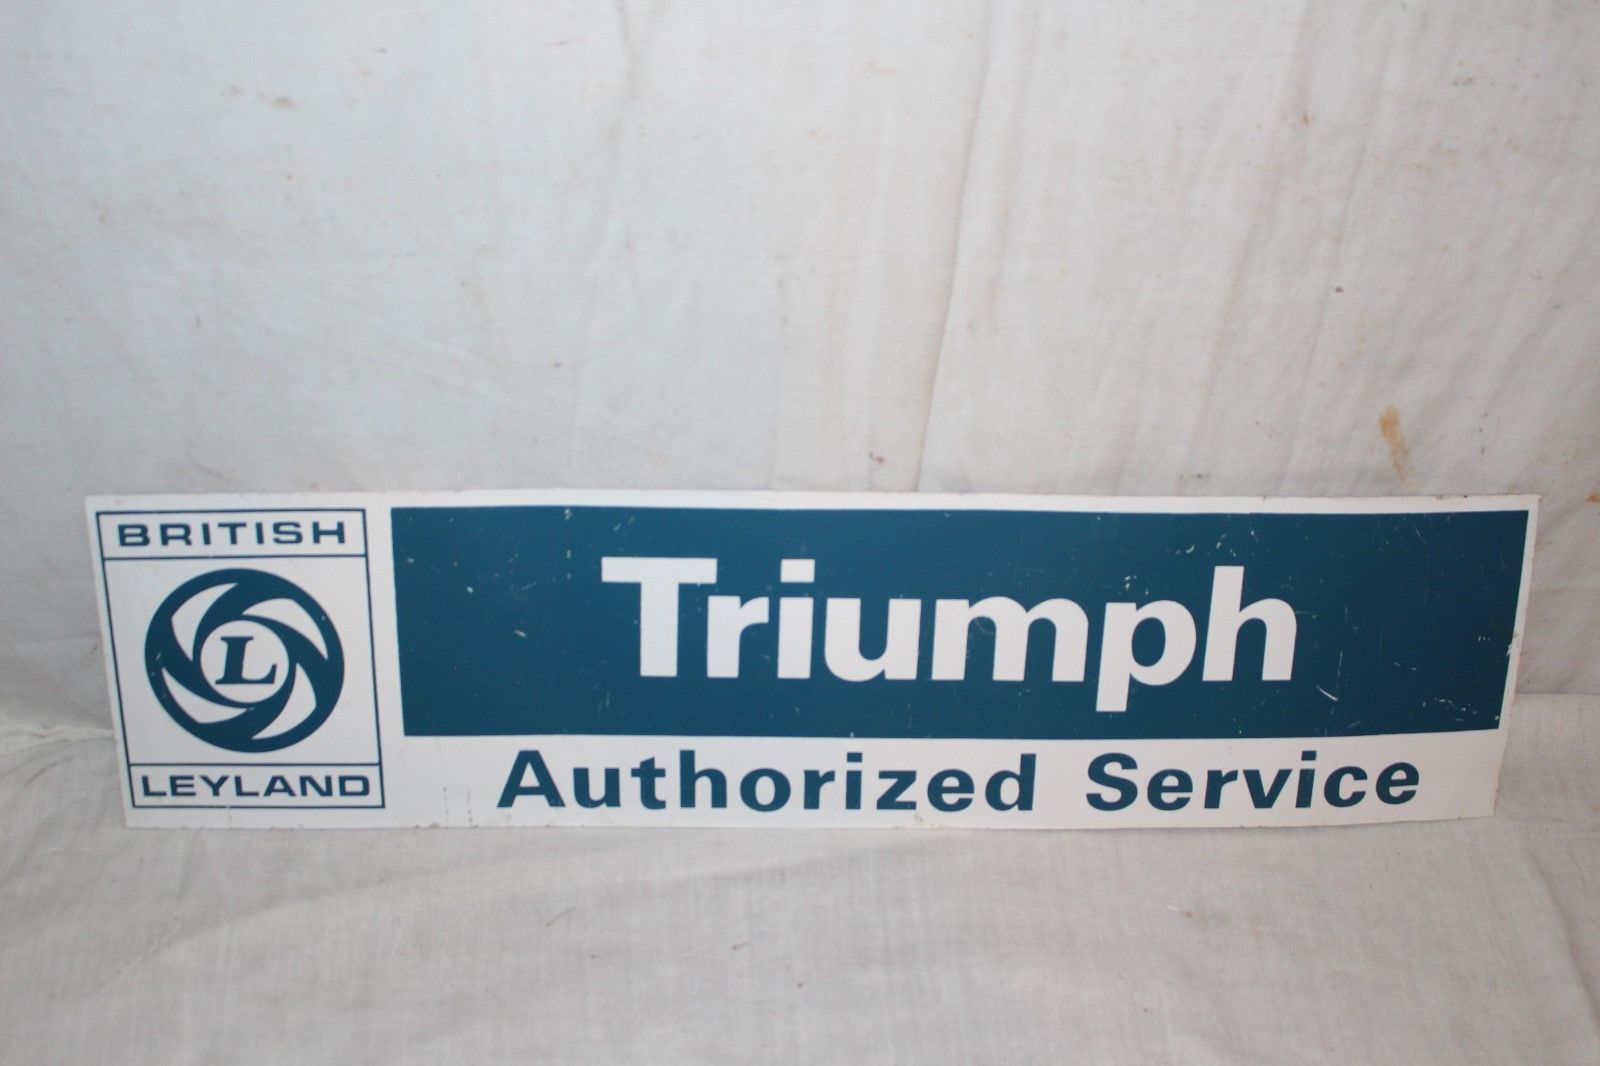 BRITISH
L
LEYLAND
Triumph
Authorized Service